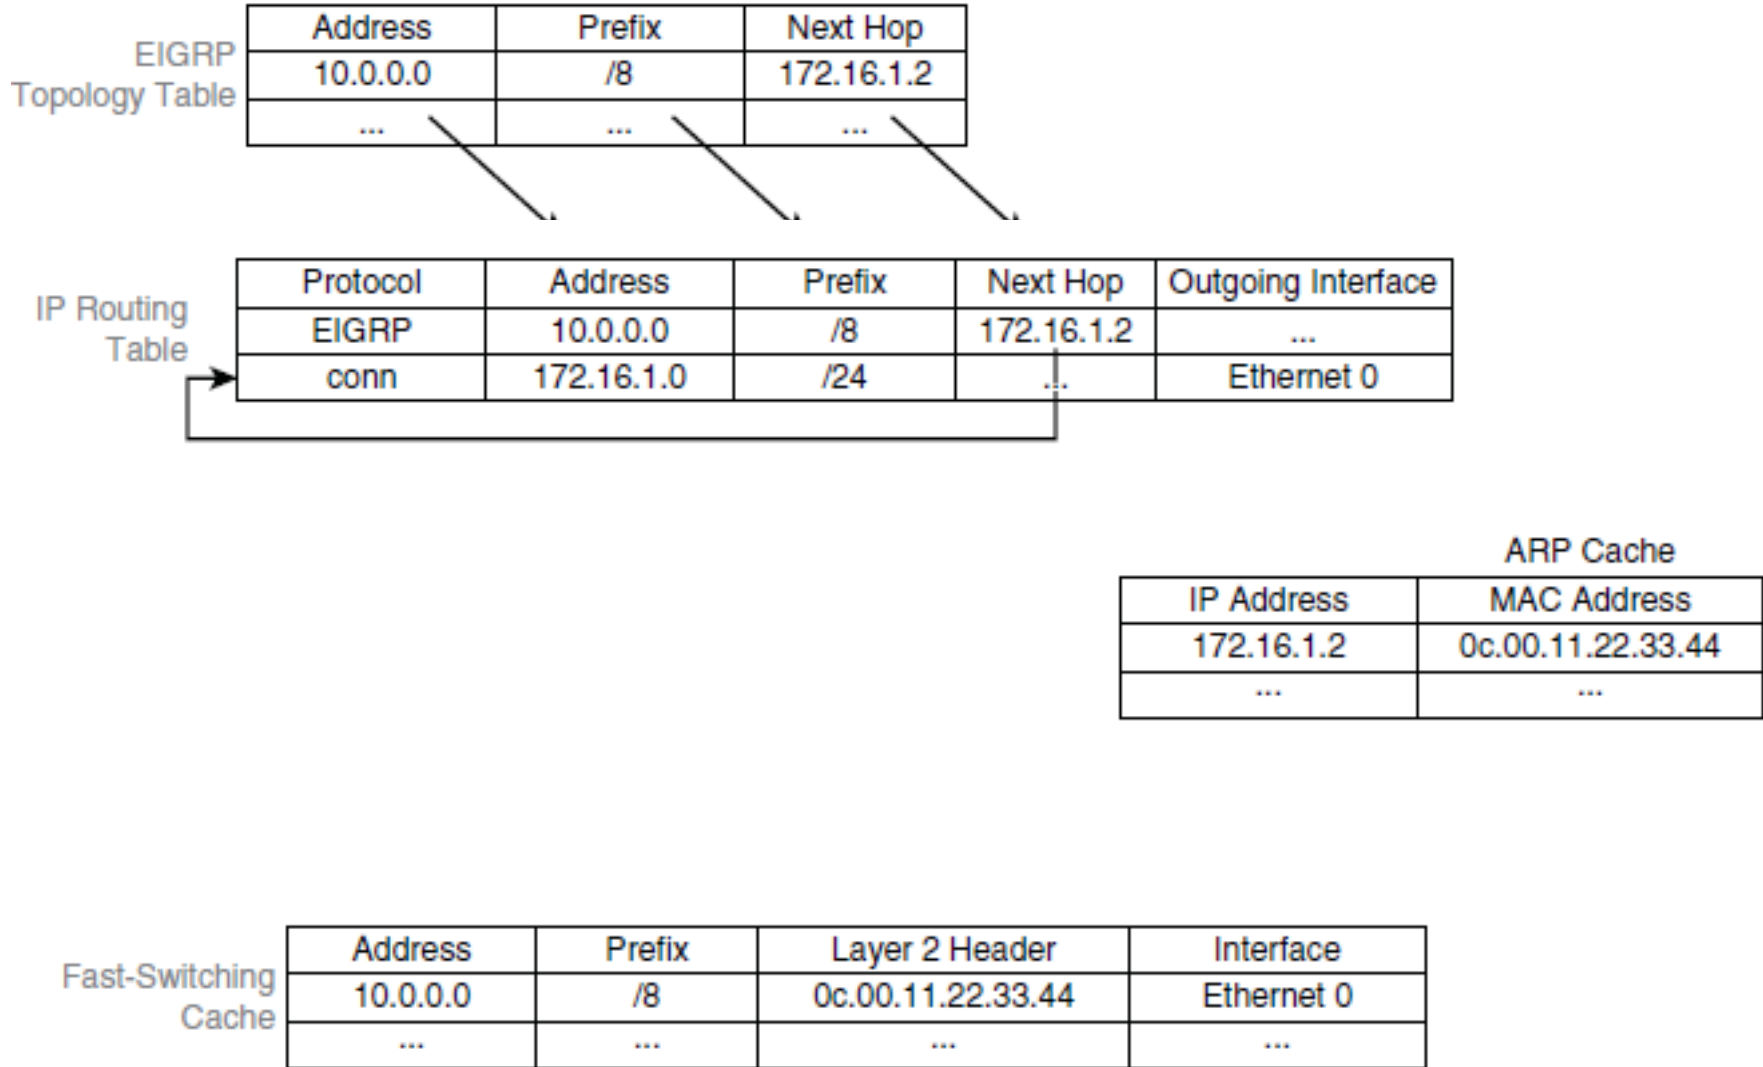 EIGRP
Topology Table
Address Prefix Next Hop
10.0.0.0 /8 172.16.1.2
... ... ...
IP Routing
Table
Protocol Address Prefix Next Hop Outgoing Interface
EIGRP 10.0.0.0 /8 172.16.1.2 ...
conn 172.16.1.0 /24 ... Ethernet 0
ARP Cache
IP Address MAC Address
172.16.1.2 0c.00.11.22.33.44
... ...
Fast-Switching
Cache
Address Prefix Layer 2 Header Interface
10.0.0.0 /8 0c.00.11.22.33.44 Ethernet 0
... ... ... ...